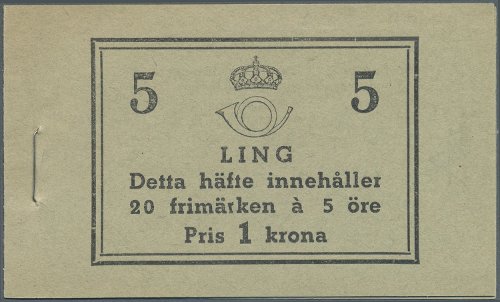 5 5
LING
Detta häfte innehåller
20 frimärken à 5 öre
Pris 1 krona